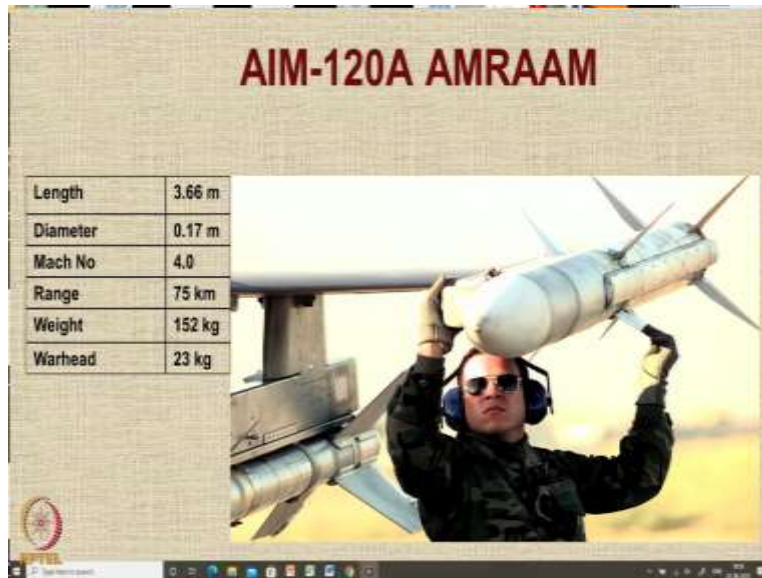 AIM-120A AMRAAM
Length 3.66 m
Diameter 0.17 m
Mach No 4.0
Range 75 km
Weight 152 kg
Warhead 23 kg